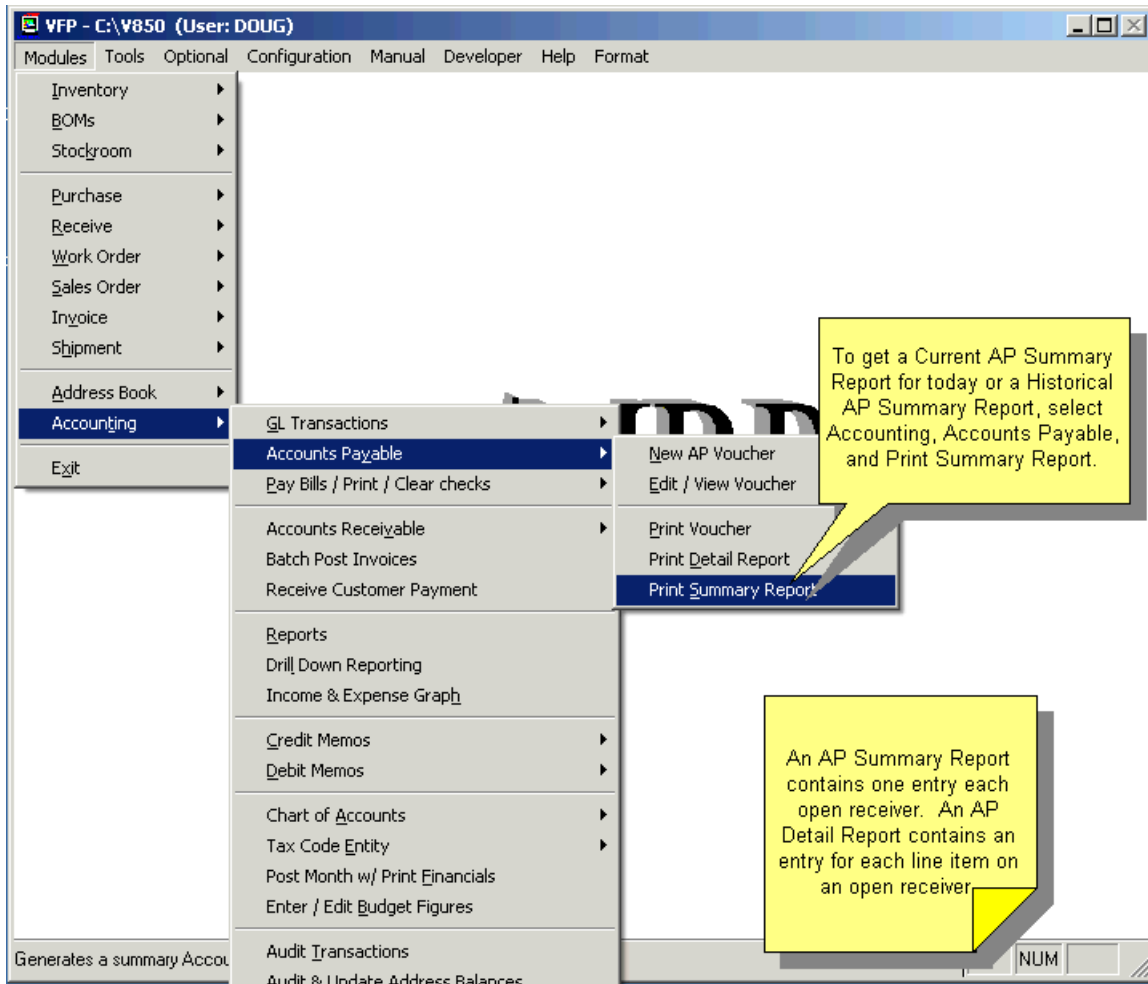 VFP - C:\V850 (User: DOUG)
Modules Tools Optional Configuration Manual Developer Help Format
Inventory
BOMs
Stockroom
Purchase
Receive
Work Order
Sales Order
Invoice
Shipment
Address Book
Accounting
Exit
GL Transactions
Accounts Payable
Pay Bills / Print / Clear checks
Accounts Receivable
Batch Post Invoices
Receive Customer Payment
Reports
Drill Down Reporting
Income & Expense Graph
Credit Memos
Debit Memos
Chart of Accounts
Tax Code Entity
Post Month w/ Print Financials
Enter / Edit Budget Figures
Audit Transactions
Audit & Update Address Balances
New AP Voucher
Edit / View Voucher
Print Voucher
Print Detail Report
Print Summary Report
To get a Current AP Summary
Report for today or a Historical
AP Summary Report, select
Accounting, Accounts Payable,
and Print Summary Report.
An AP Summary Report
contains one entry each
open receiver. An AP
Detail Report contains an
entry for each line item on
an open receiver
Generates a summary Accou
NUM